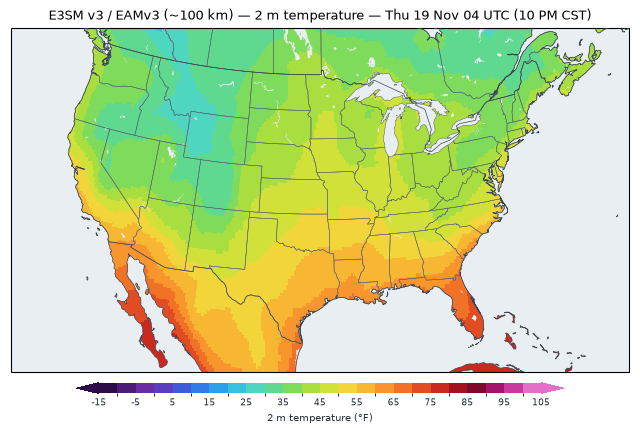 E3SM v3 / EAMv3 (~100 km) — 2 m temperature — Thu 19 Nov 04 UTC (10 PM CST)
-15 -5 5 15 25 35 45 55 65 75 85 95 105
2 m temperature (°F)